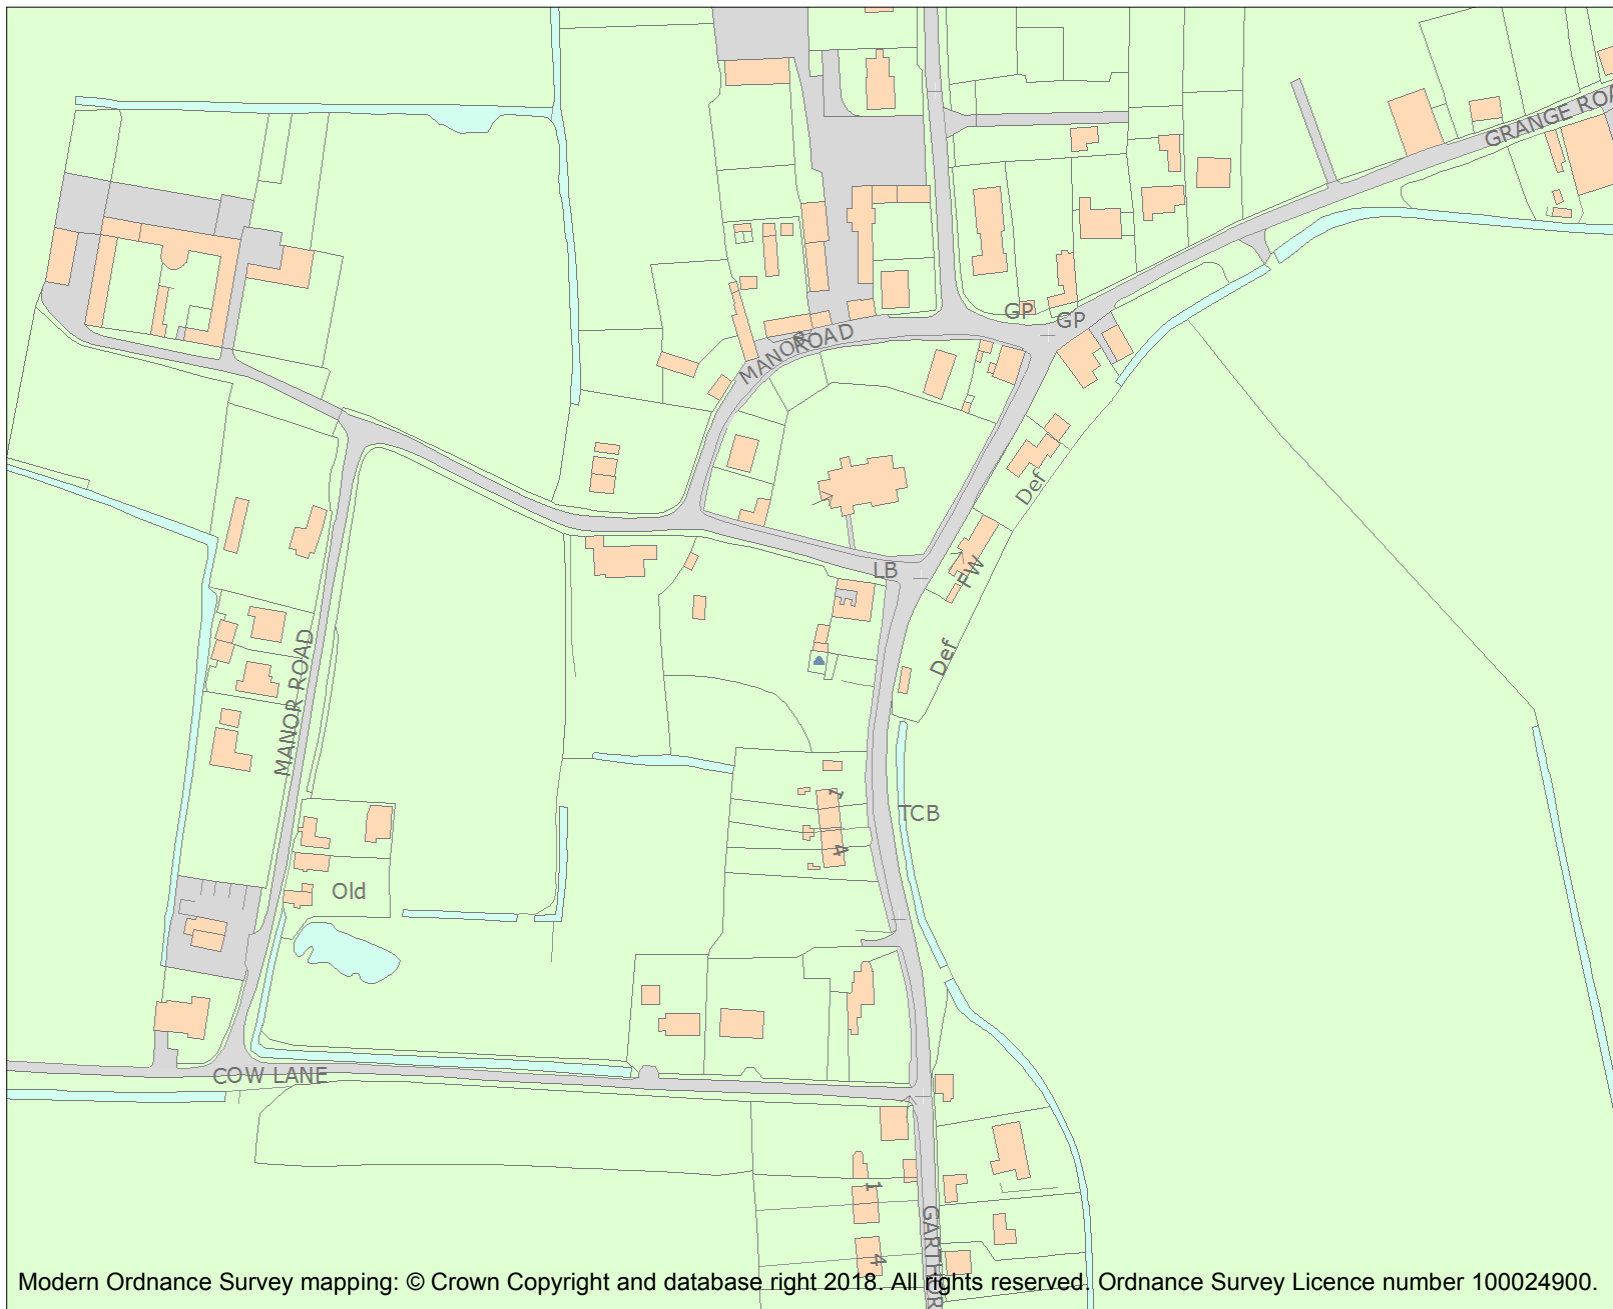 GRANGE ROA
GP
GP
MANOR ROAD
Def
LB
FW
MANOR ROAD
Def
1
TCB
4
Old
COW LANE
1
GARTHOR
4
Modern Ordnance Survey mapping: © Crown Copyright and database right 2018. All rights reserved. Ordnance Survey Licence number 100024900.